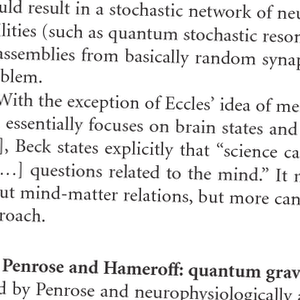 uld result in a stochastic network of neu
lities (such as quantum stochastic reson
assemblies from basically random synap
blem.
With the exception of Eccles’ idea of me
essentially focuses on brain states and
], Beck states explicitly that “science ca
…] questions related to the mind.” It m
ut mind-matter relations, but more can
roach.
Penrose and Hameroff: quantum grav
d by Penrose and neurophysiologically a